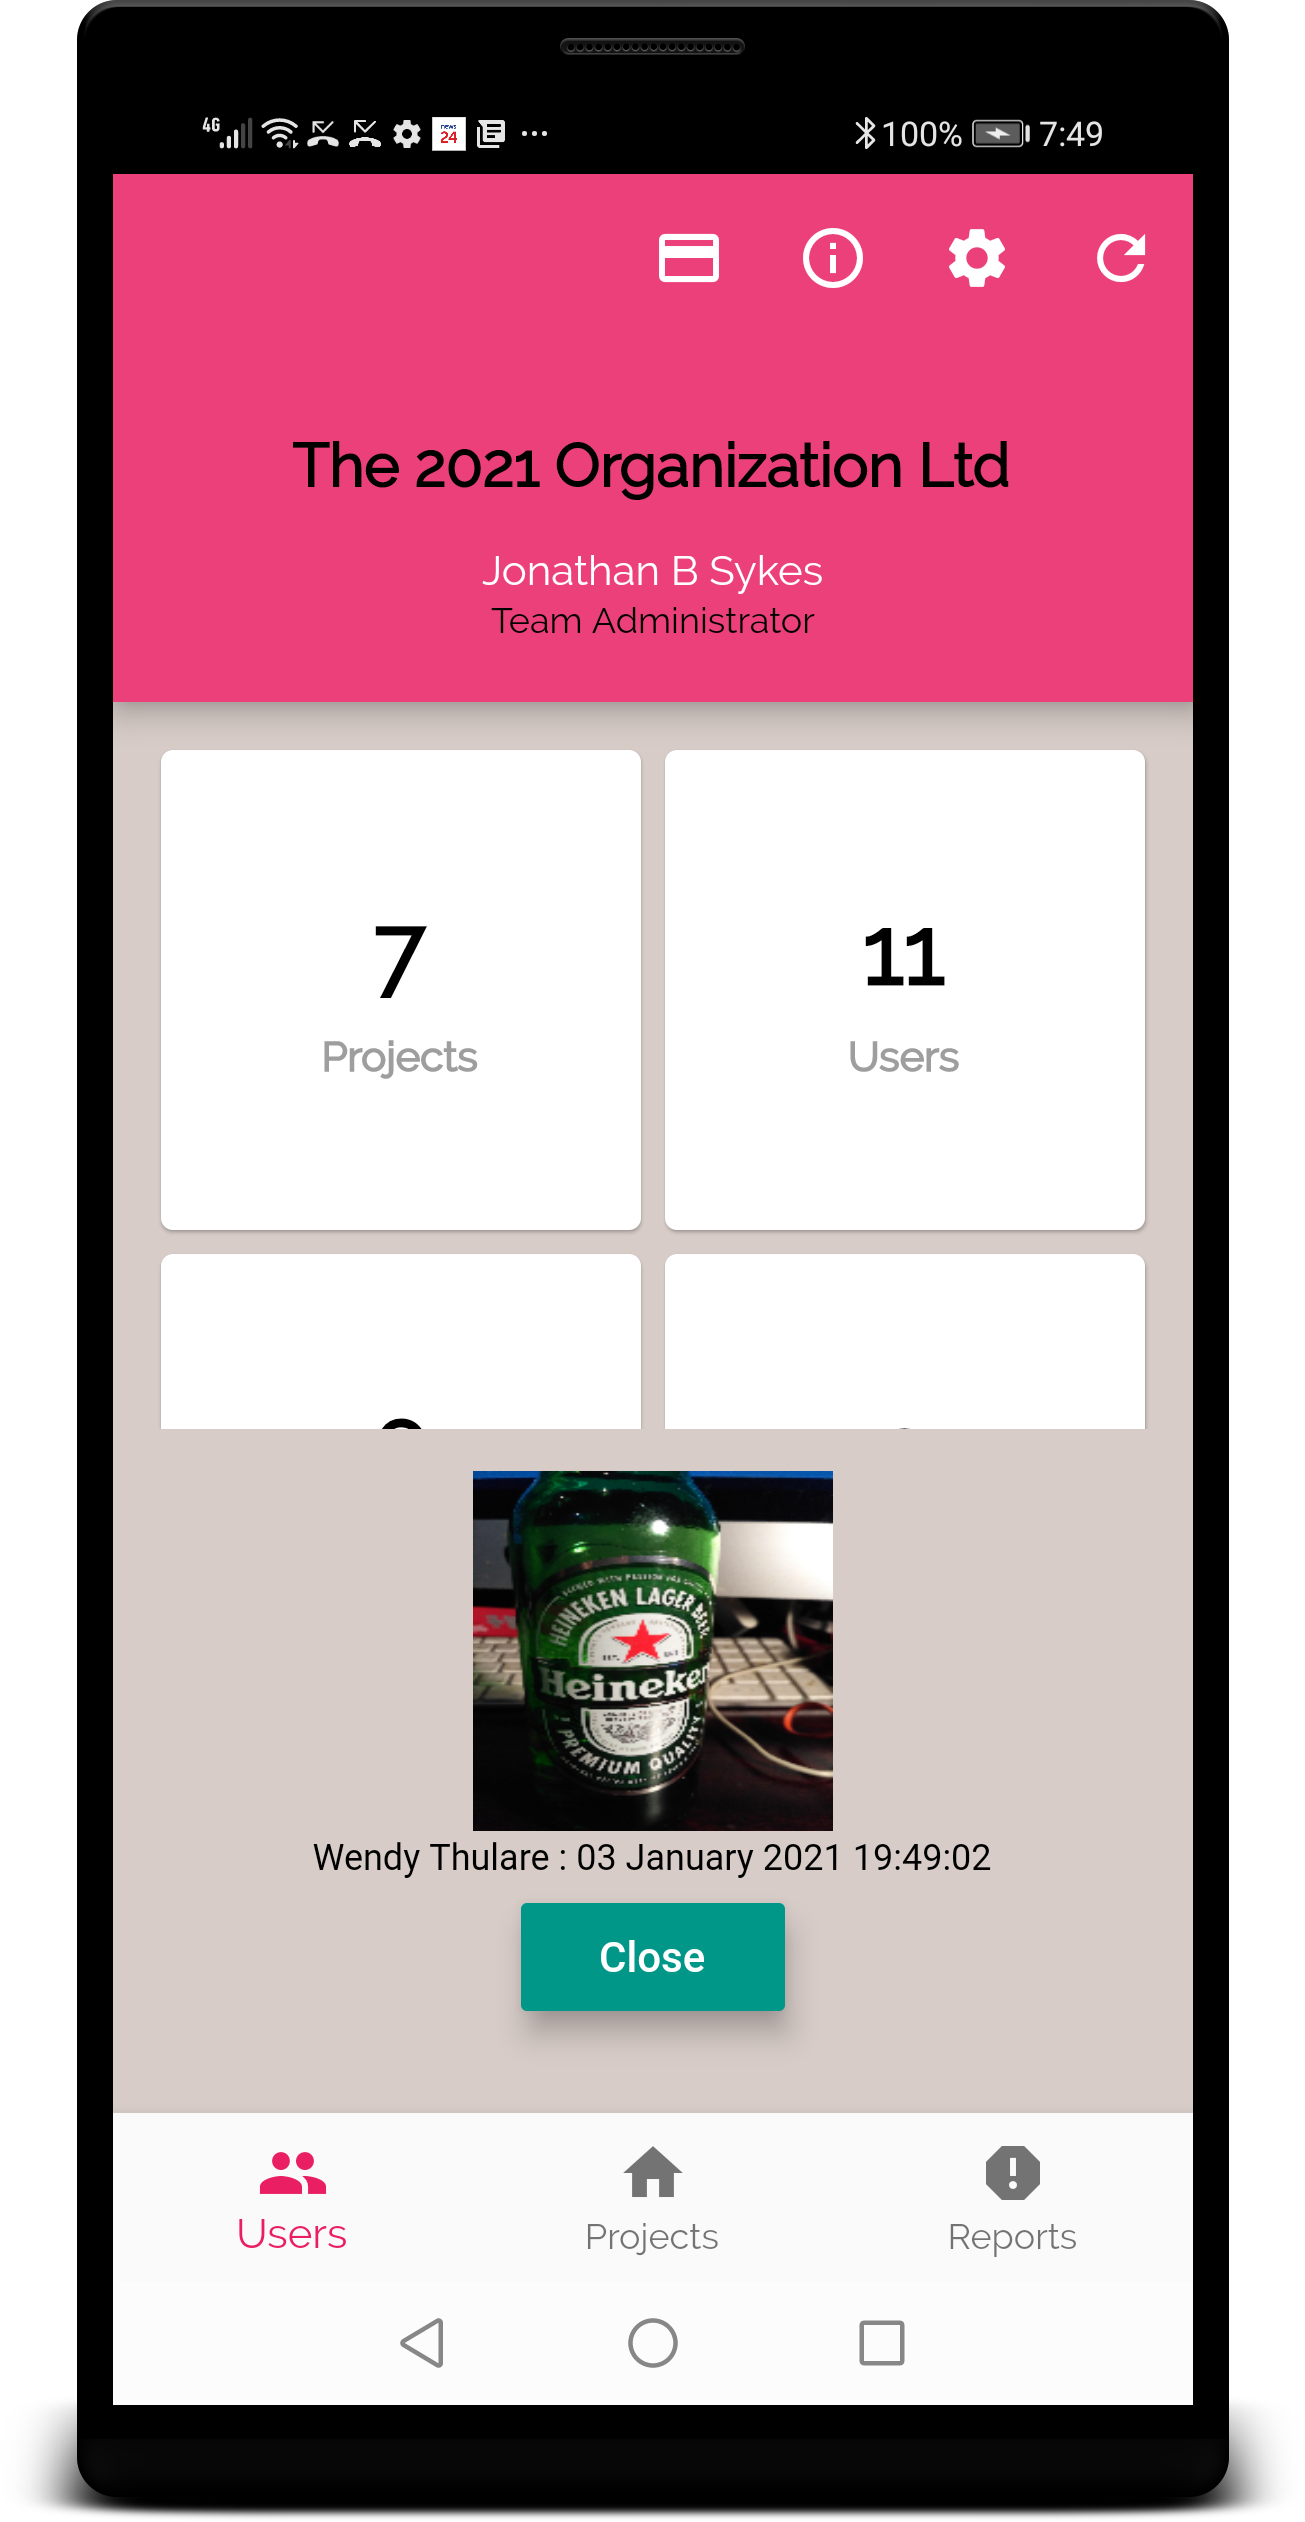 4G
news
24
100%
7:49
The 2021 Organization Ltd
Jonathan B Sykes
Team Administrator
7
11
Projects
Users
HEINEKEN LAGER BEER
Heineken
PREMIUM QUALITY
Wendy Thulare : 03 January 2021 19:49:02
Close
Users
Projects
Reports